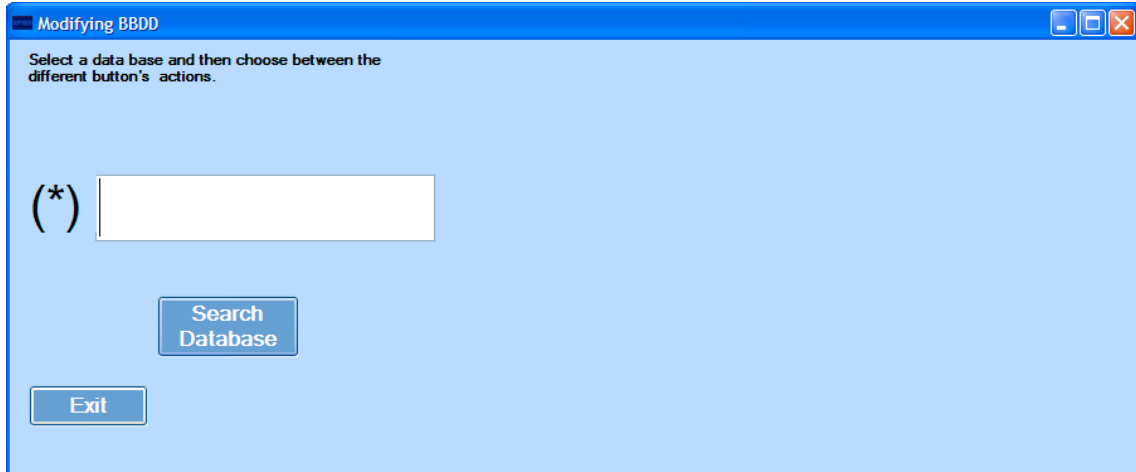 Modifying BBDD
Select a data base and then choose between the
different button's actions.
(*)
Search
Database
Exit